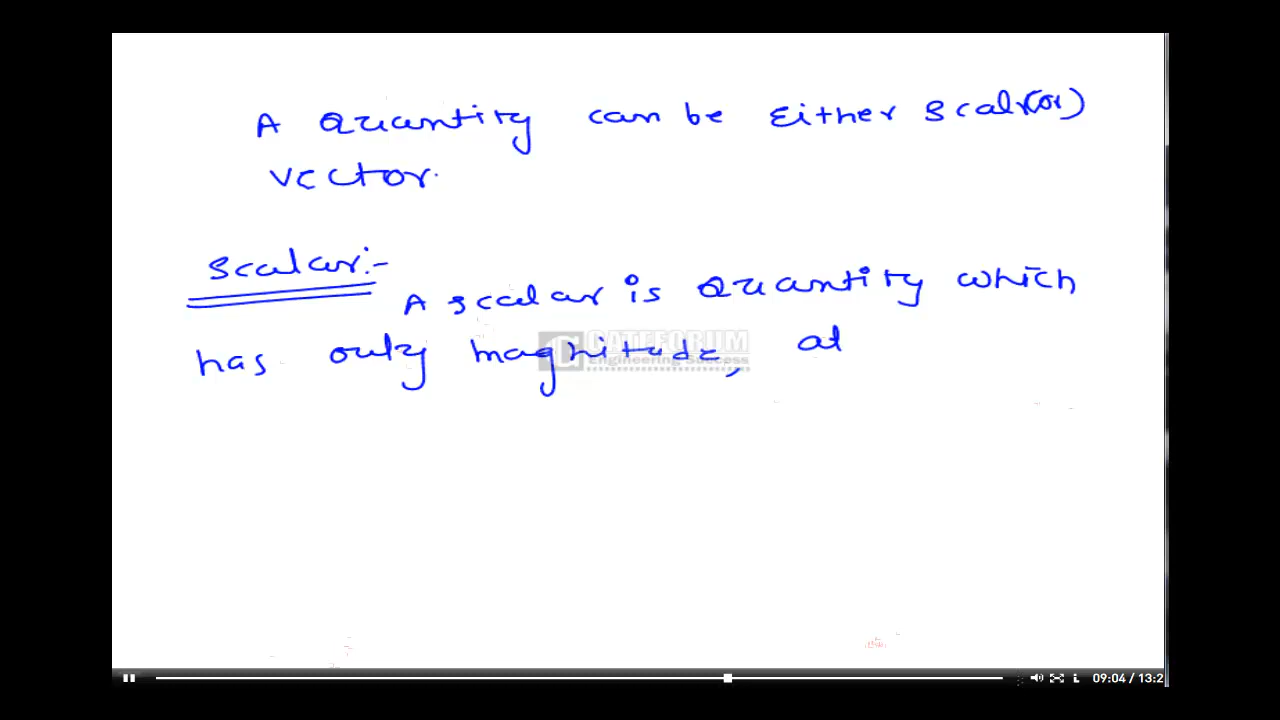 A Quantity can be Either Scalr(or)
vector.
Scalar:-
A scalar is Quantity which
GATEFORUM
Engineering Success
has only magnitude, at
09:04 / 13:2